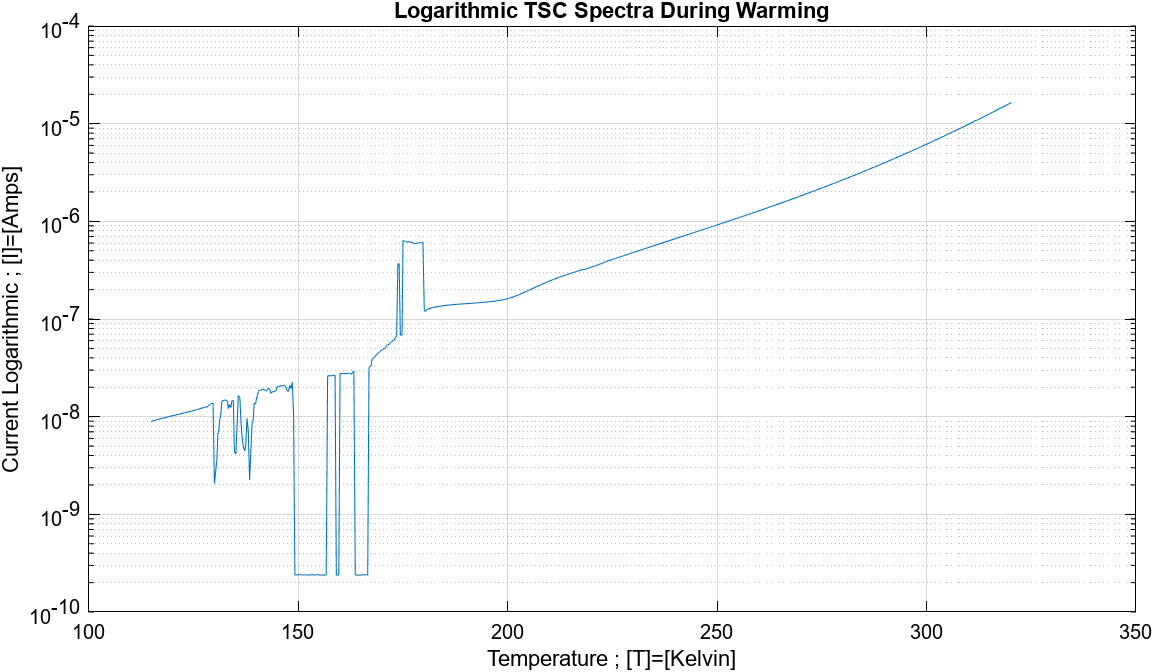 Logarithmic TSC Spectra During Warming
10-4
10-5
10-6
10-7
10-8
10-9
10-10
Current Logarithmic ; [I]=[Amps]
100 150 200 250 300 350
Temperature ; [T]=[Kelvin]